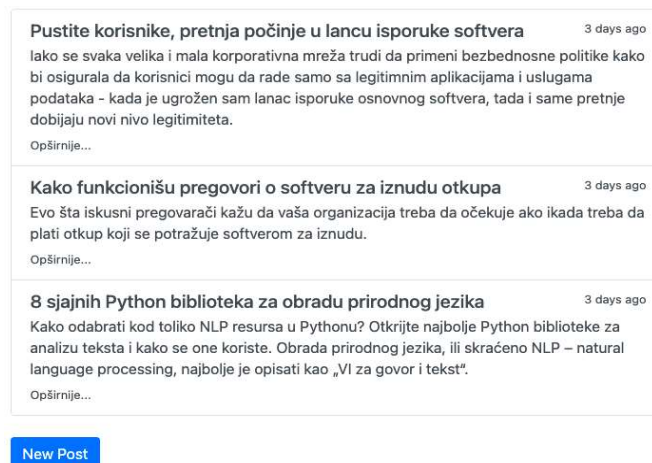 Pustite korisnike, pretnja počinje u lancu isporuke softvera
3 days ago
Iako se svaka velika i mala korporativna mreža trudi da primeni bezbednosne politike kako
bi osigurala da korisnici mogu da rade samo sa legitimnim aplikacijama i uslugama
podataka - kada je ugrožen sam lanac isporuke osnovnog softvera, tada i same pretnje
dobijaju novi nivo legitimiteta.
Opširnije...
Kako funkcionišu pregovori o softveru za iznudu otkupa
3 days ago
Evo šta iskusni pregovarači kažu da vaša organizacija treba da očekuje ako ikada treba da
plati otkup koji se potražuje softverom za iznudu.
Opširnije...
8 sjajnih Python biblioteka za obradu prirodnog jezika
3 days ago
Kako odabrati kod toliko NLP resursa u Pythonu? Otkrijte najbolje Python biblioteke za
analizu teksta i kako se one koriste. Obrada prirodnog jezika, ili skraćeno NLP – natural
language processing, najbolje je opisati kao „VI za govor i tekst“.
Opširnije...
New Post